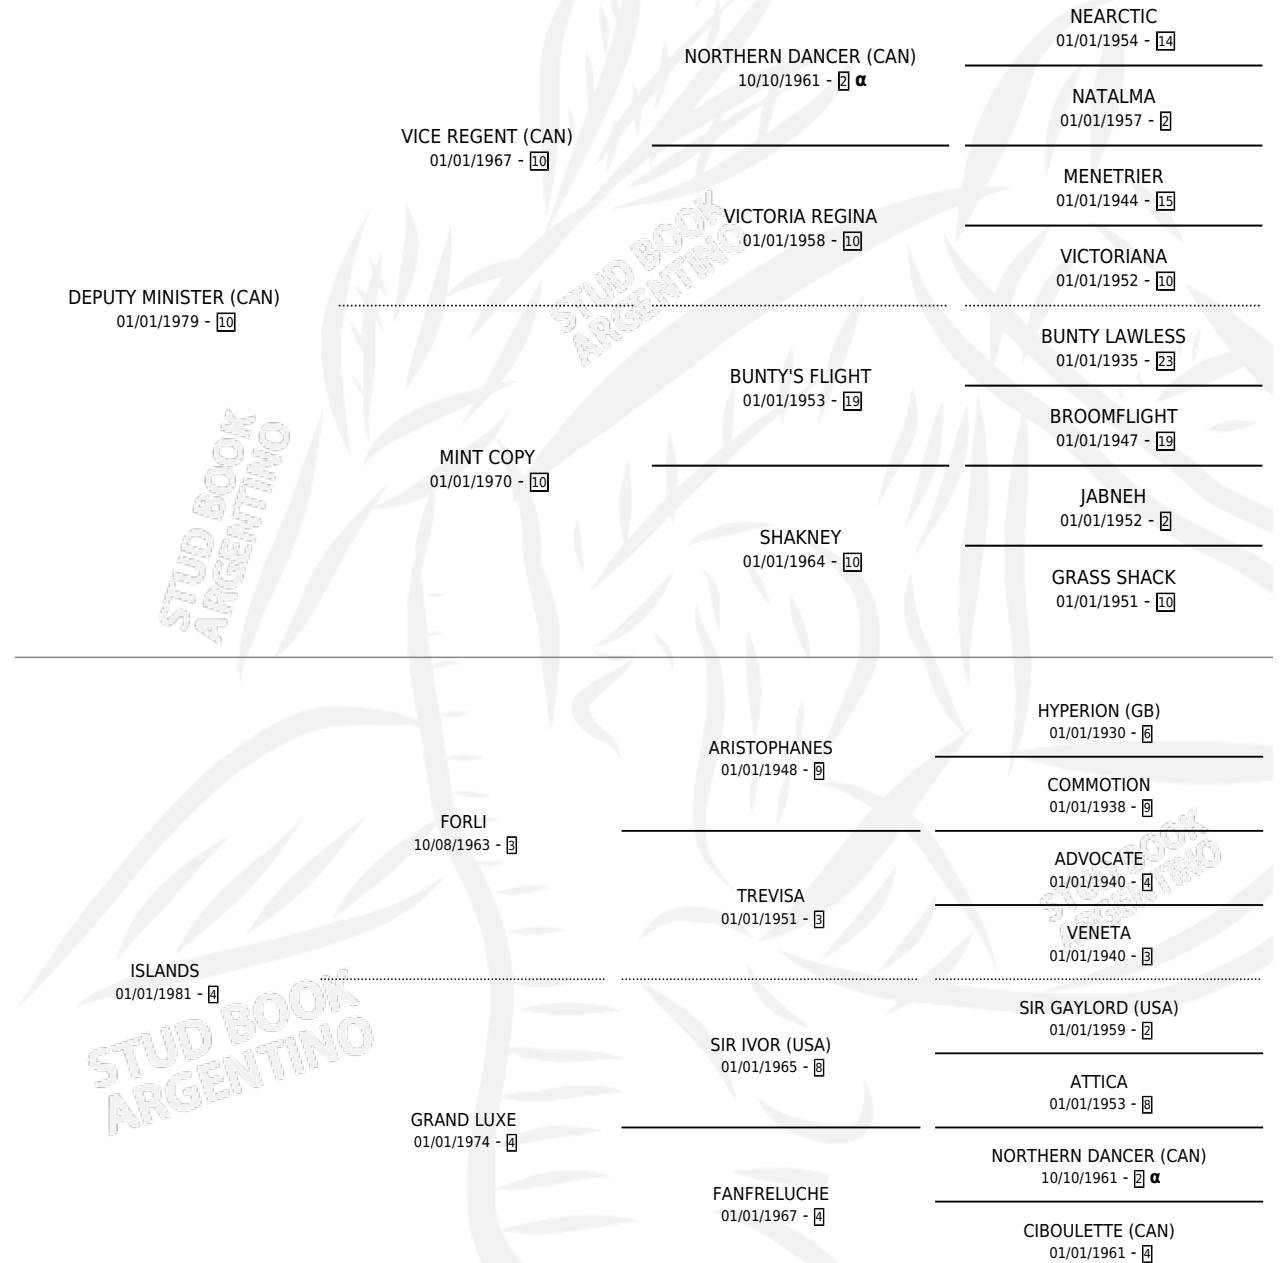 NEARCTIC
01/01/1954 - 14
NORTHERN DANCER (CAN)
10/10/1961 - 2 α
NATALMA
01/01/1957 - 2
VICE REGENT (CAN)
01/01/1967 - 10
MENETRIER
01/01/1944 - 15
VICTORIA REGINA
01/01/1958 - 10
VICTORIANA
01/01/1952 - 10
DEPUTY MINISTER (CAN)
01/01/1979 - 10
BUNTY LAWLESS
01/01/1935 - 23
BUNTY'S FLIGHT
01/01/1953 - 19
BROOMFLIGHT
01/01/1947 - 19
MINT COPY
01/01/1970 - 10
JABNEH
01/01/1952 - 2
SHAKNEY
01/01/1964 - 10
GRASS SHACK
01/01/1951 - 10
HYPERION (GB)
01/01/1930 - 6
ARISTOPHANES
01/01/1948 - 9
COMMOTION
01/01/1938 - 9
FORLI
10/08/1963 - 3
ADVOCATE
01/01/1940 - 4
TREVISA
01/01/1951 - 3
VENETA
01/01/1940 - 3
ISLANDS
01/01/1981 - 4
SIR GAYLORD (USA)
01/01/1959 - 2
SIR IVOR (USA)
01/01/1965 - 8
ATTICA
01/01/1953 - 8
GRAND LUXE
01/01/1974 - 4
NORTHERN DANCER (CAN)
10/10/1961 - 2 α
FANFRELUCHE
01/01/1967 - 4
CIBOULETTE (CAN)
01/01/1961 - 4
STUD BOOK
ARGENTINO
STUD BOOK
ARGENTINO
STUD BOOK
ARGENTINO
STUD BOOK
ARGENTINO